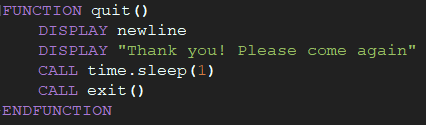 FUNCTION quit()
    DISPLAY newline
    DISPLAY "Thank you! Please come again"
    CALL time.sleep(1)
    CALL exit()
ENDFUNCTION